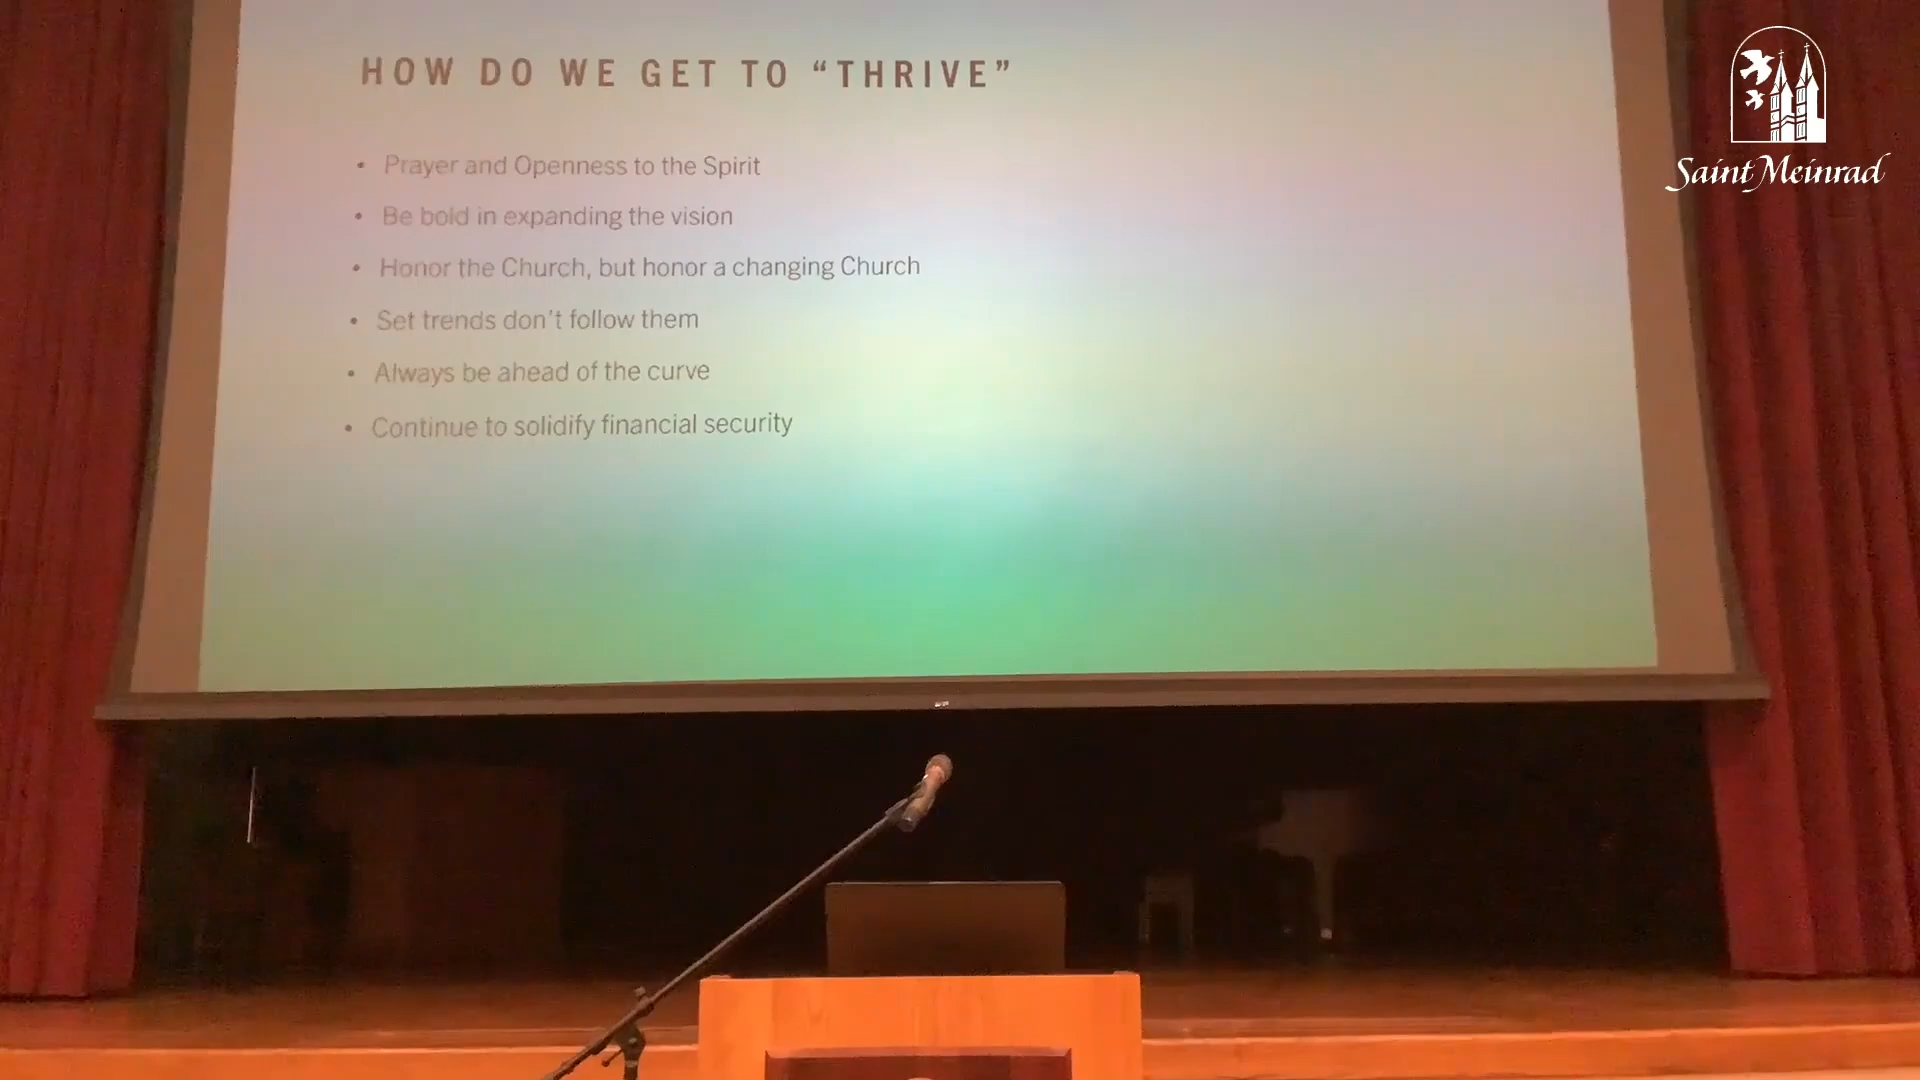 HOW DO WE GET TO “THRIVE”
• Prayer and Openness to the Spirit
• Be bold in expanding the vision
• Honor the Church, but honor a changing Church
• Set trends don’t follow them
• Always be ahead of the curve
• Continue to solidify financial security
Saint Meinrad